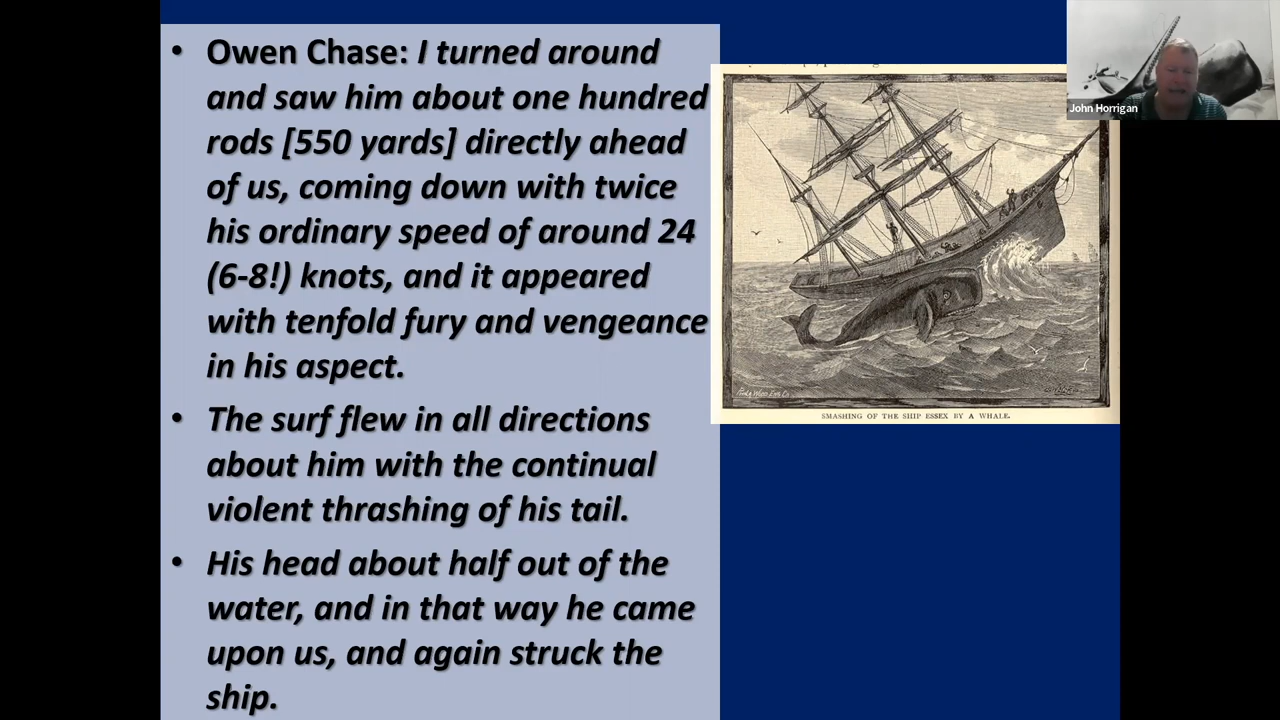 • Owen Chase: I turned around
and saw him about one hundred
rods [550 yards] directly ahead
of us, coming down with twice
his ordinary speed of around 24
(6-8!) knots, and it appeared
with tenfold fury and vengeance
in his aspect.
• The surf flew in all directions
about him with the continual
violent thrashing of his tail.
• His head about half out of the
water, and in that way he came
upon us, and again struck the
ship.
SMASHING OF THE SHIP ESSEX BY A WHALE.
John Horrigan